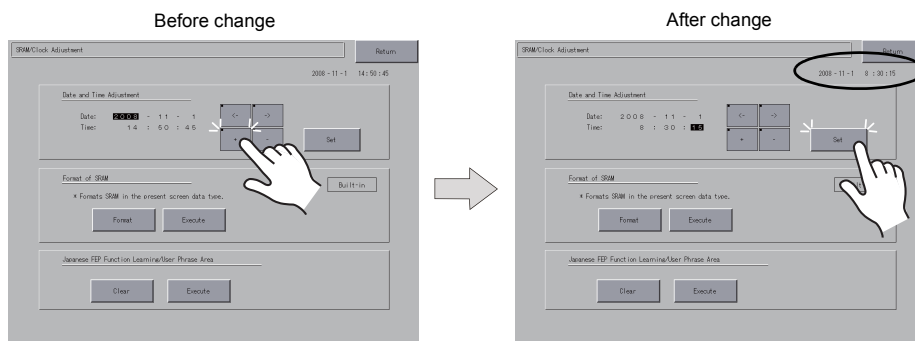 Before change
SRAM/Clock Adjustment
Return
2008 - 11 - 1 14 : 50 : 45
Date and Time Adjustment
Date: 2008 - 11 - 1
Time: 14 : 50 : 45
<- ->
+ -
Set
Format of SRAM
Built-in
* Formats SRAM in the present screen data type.
Format Execute
Japanese FEP Function Learning/User Phrase Area
Clear Execute
After change
SRAM/Clock Adjustment
Return
2008 - 11 - 1 8 : 30 : 15
Date and Time Adjustment
Date: 2008 - 11 - 1
Time: 8 : 30 : 15
<- ->
+ -
Set
Format of SRAM
* Formats SRAM in the present screen data type.
Format Execute
Japanese FEP Function Learning/User Phrase Area
Clear Execute